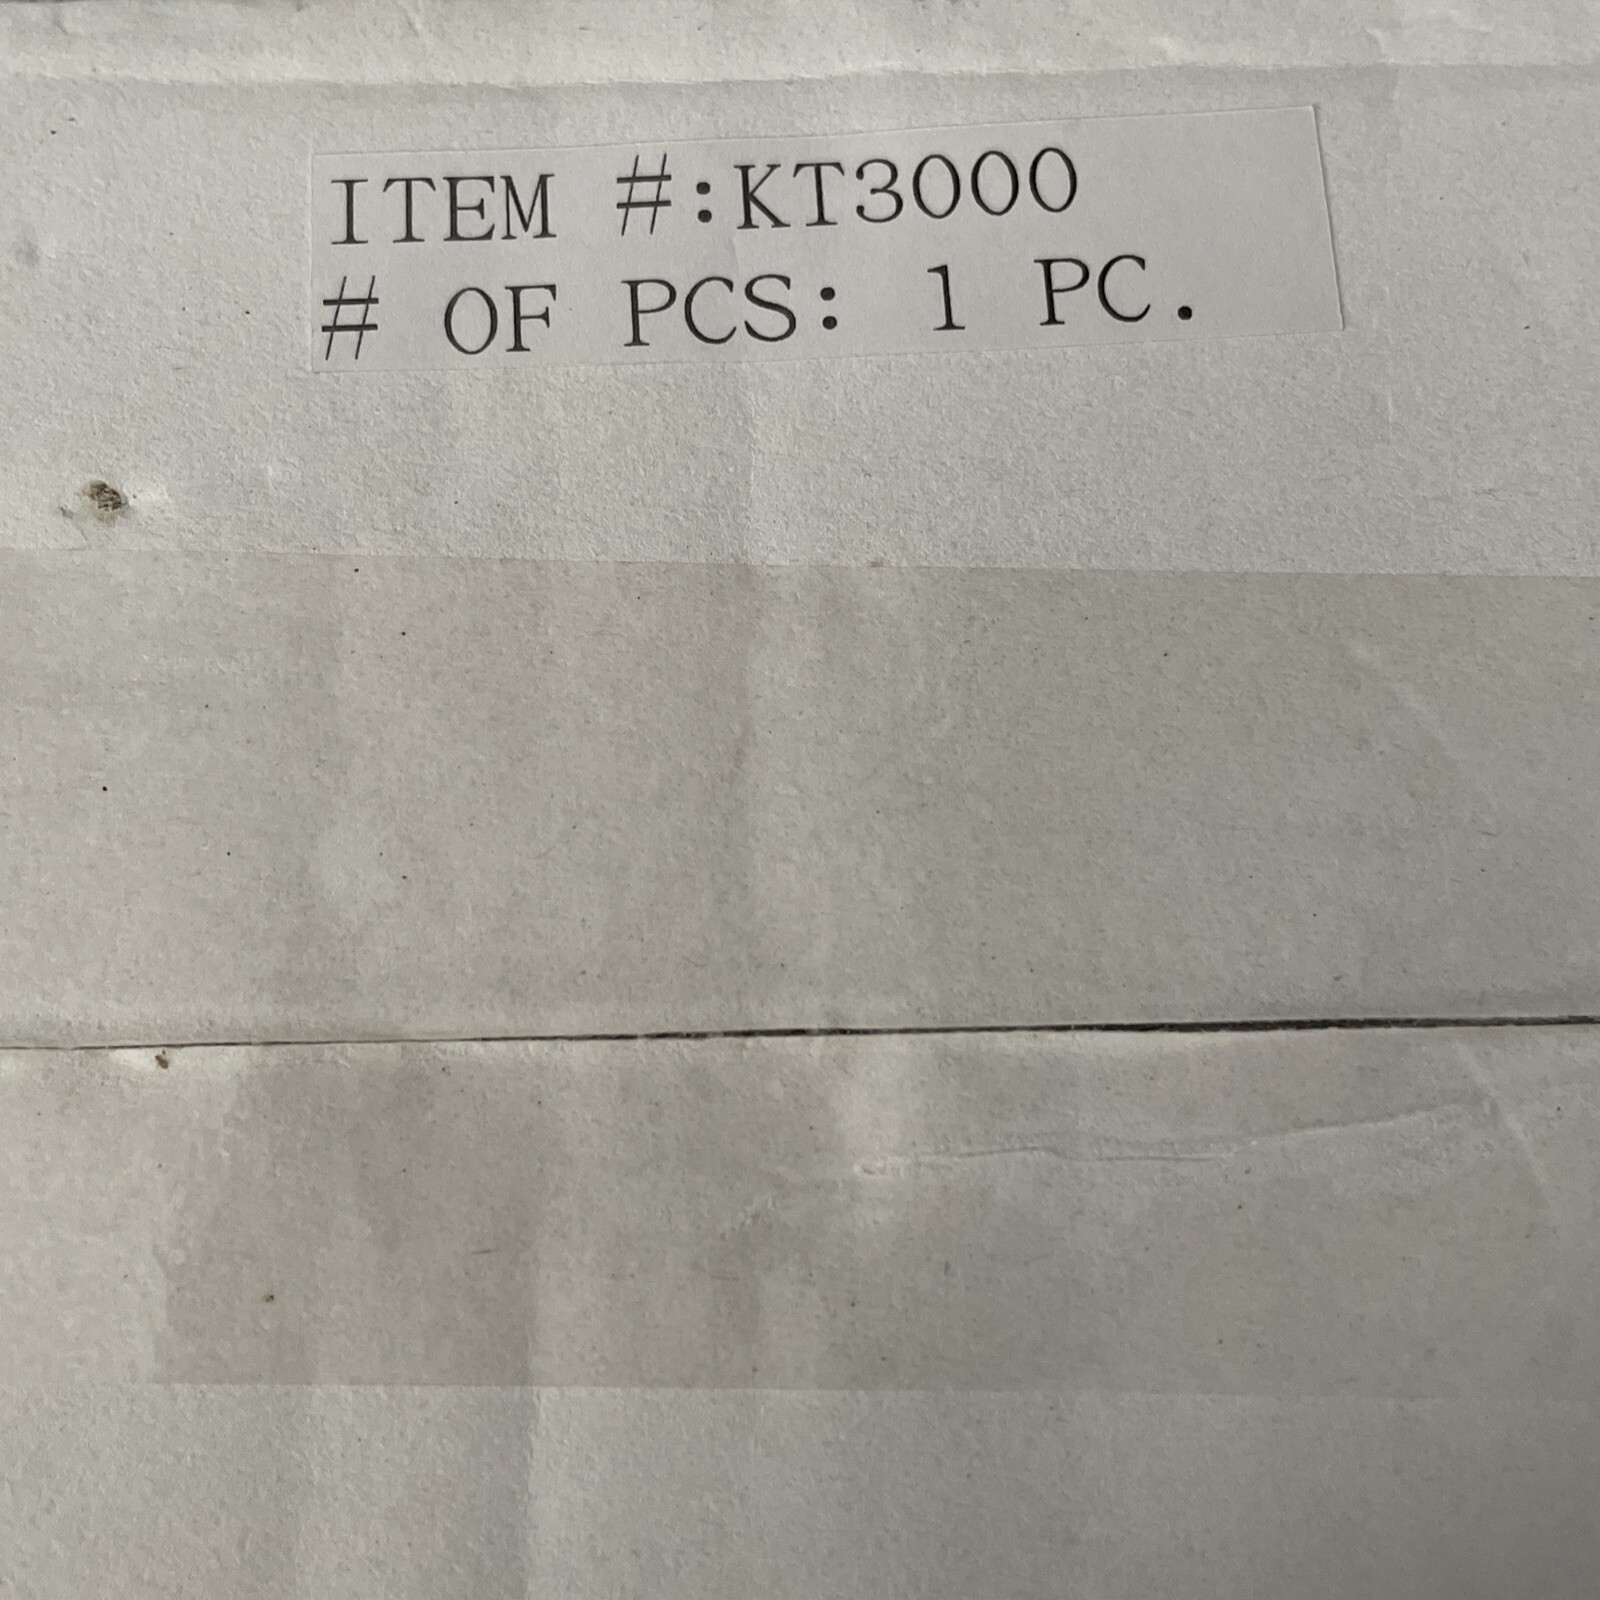 ITEM #:KT3000
# OF PCS: 1 PC.